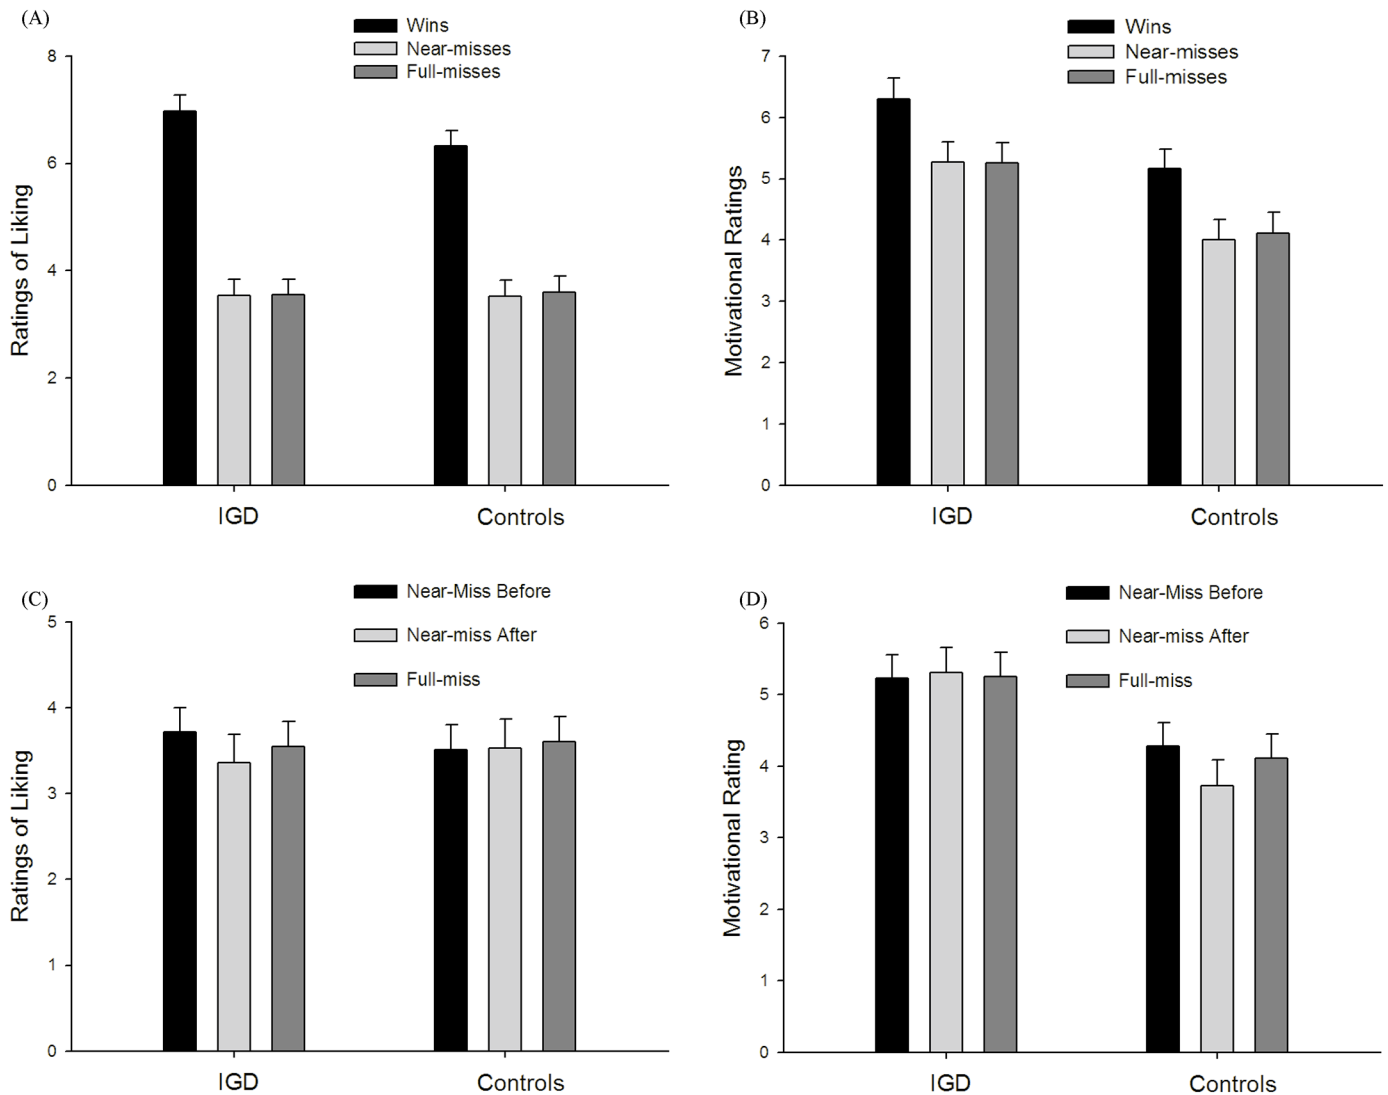 (A)
Wins
Near-misses
Full-misses
8
6
4
2
0
Ratings of Liking
IGD
Controls
(B)
Wins
Near-misses
Full-misses
7
6
5
4
3
2
1
0
Motivational Ratings
IGD
Controls
(C)
Near-Miss Before
Near-miss After
Full-miss
5
4
3
2
1
0
Ratings of Liking
IGD
Controls
(D)
Near-Miss Before
Near-miss After
Full-miss
6
5
4
3
2
1
0
Motivational Rating
IGD
Controls